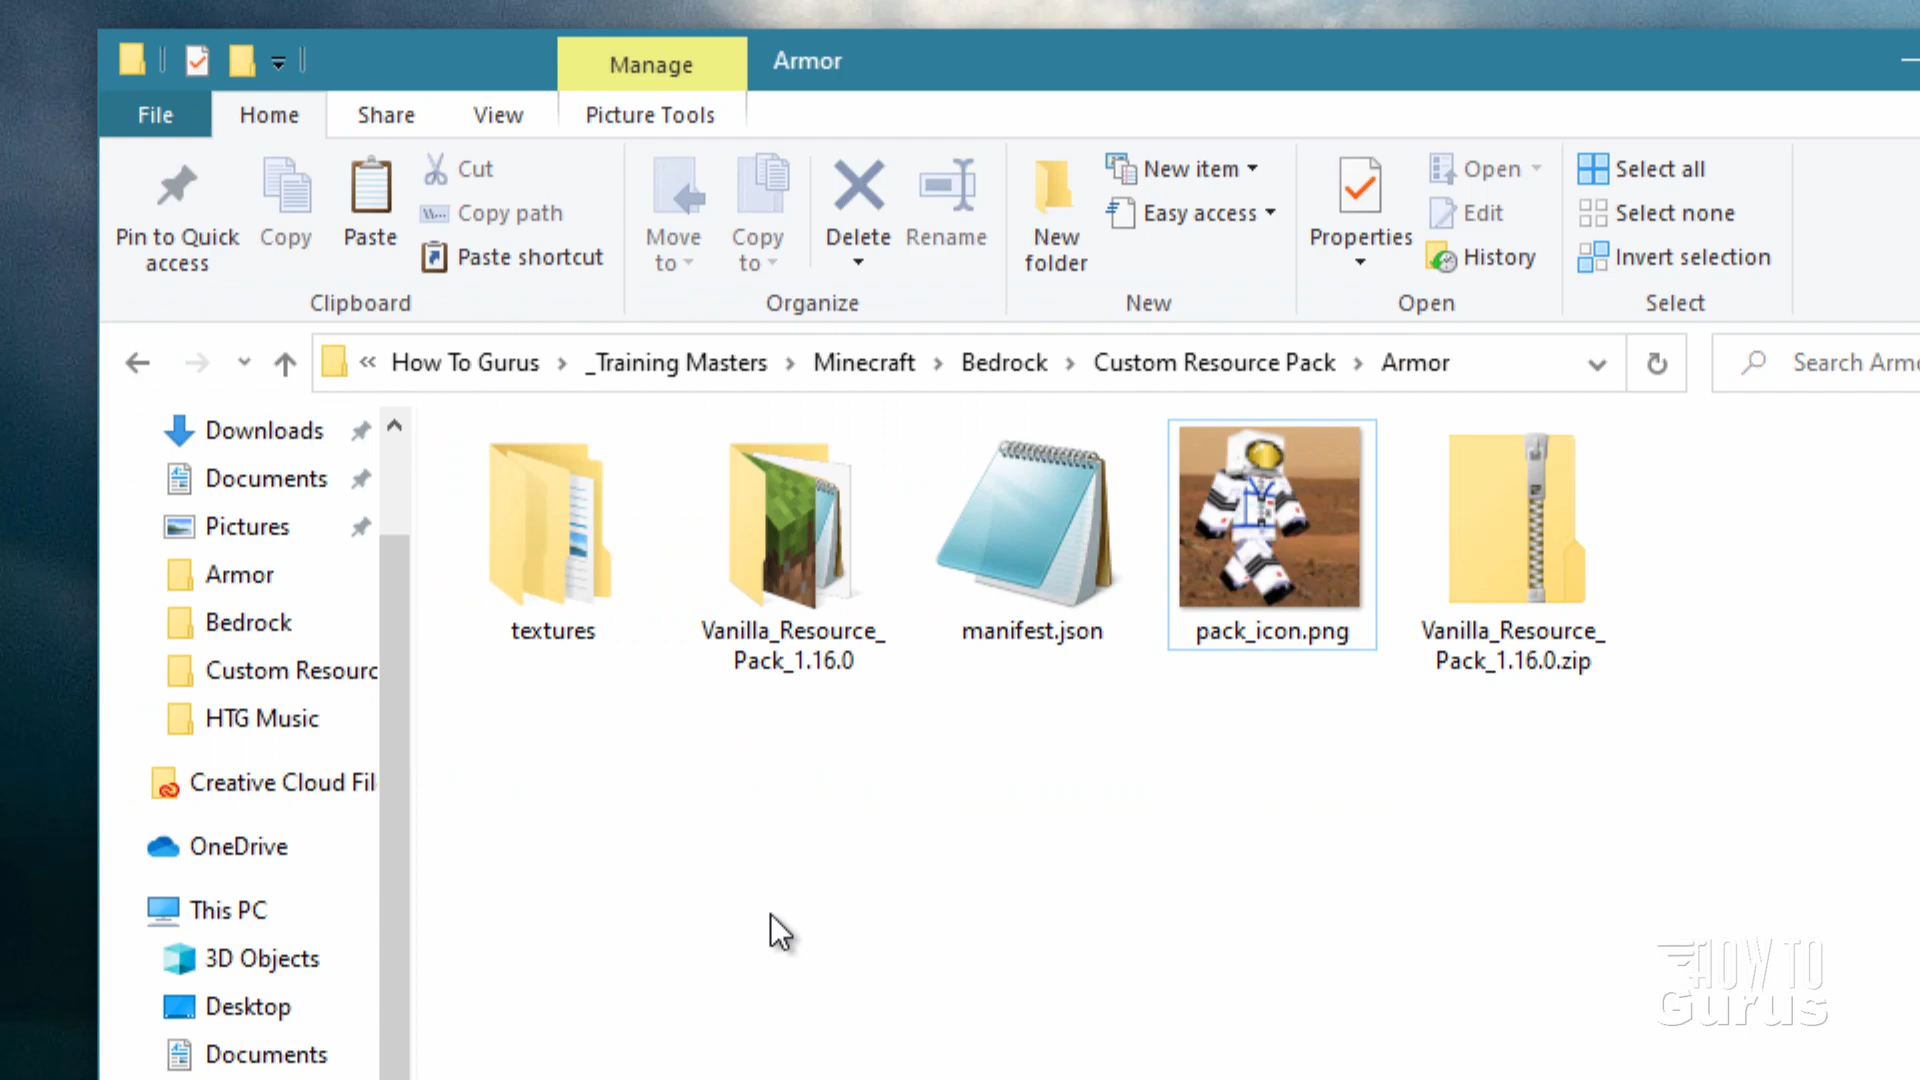 Manage
Armor
File
Home
Share
View
Picture Tools
Pin to Quick access
Copy
Paste
Cut
Copy path
Paste shortcut
Clipboard
Move to
Copy to
Delete
Rename
Organize
New folder
New item
Easy access
New
Properties
Open
Edit
History
Open
Select all
Select none
Invert selection
Select
« How To Gurus > _Training Masters > Minecraft > Bedrock > Custom Resource Pack > Armor
Search Armo
Downloads
Documents
Pictures
Armor
Bedrock
Custom Resourc
HTG Music
Creative Cloud Fil
OneDrive
This PC
3D Objects
Desktop
Documents
textures
Vanilla_Resource_
Pack_1.16.0
manifest.json
pack_icon.png
Vanilla_Resource_
Pack_1.16.0.zip
HOW TO
Gurus